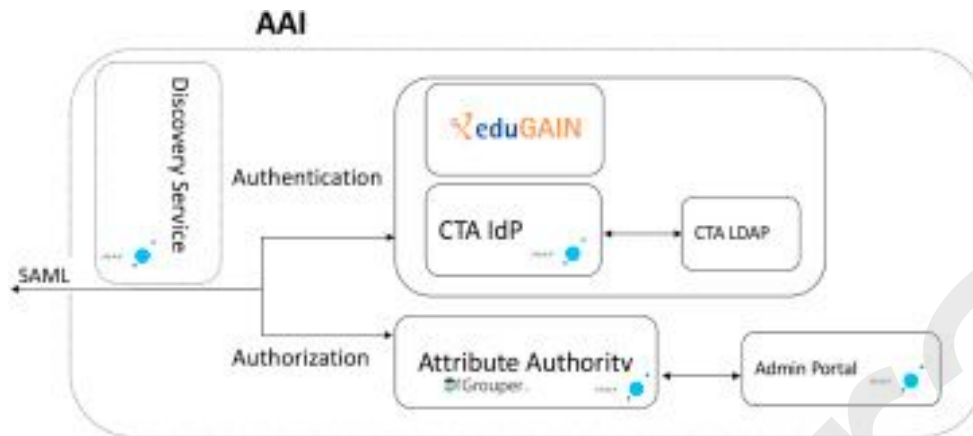 AAI
Discovery Service
eduGAIN
Authentication
CTA IdP
CTA LDAP
SAML
Authorization
Attribute Authority
Grouper
Admin Portal